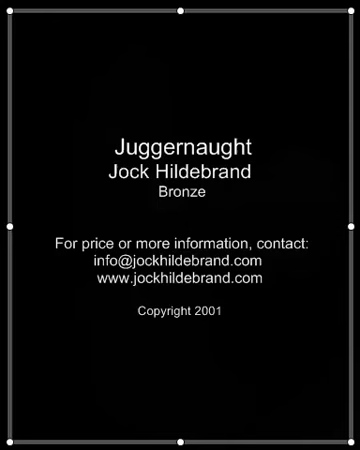 Juggernaught
Jock Hildebrand
Bronze
For price or more information, contact:
info@jockhildebrand.com
www.jockhildebrand.com
Copyright 2001